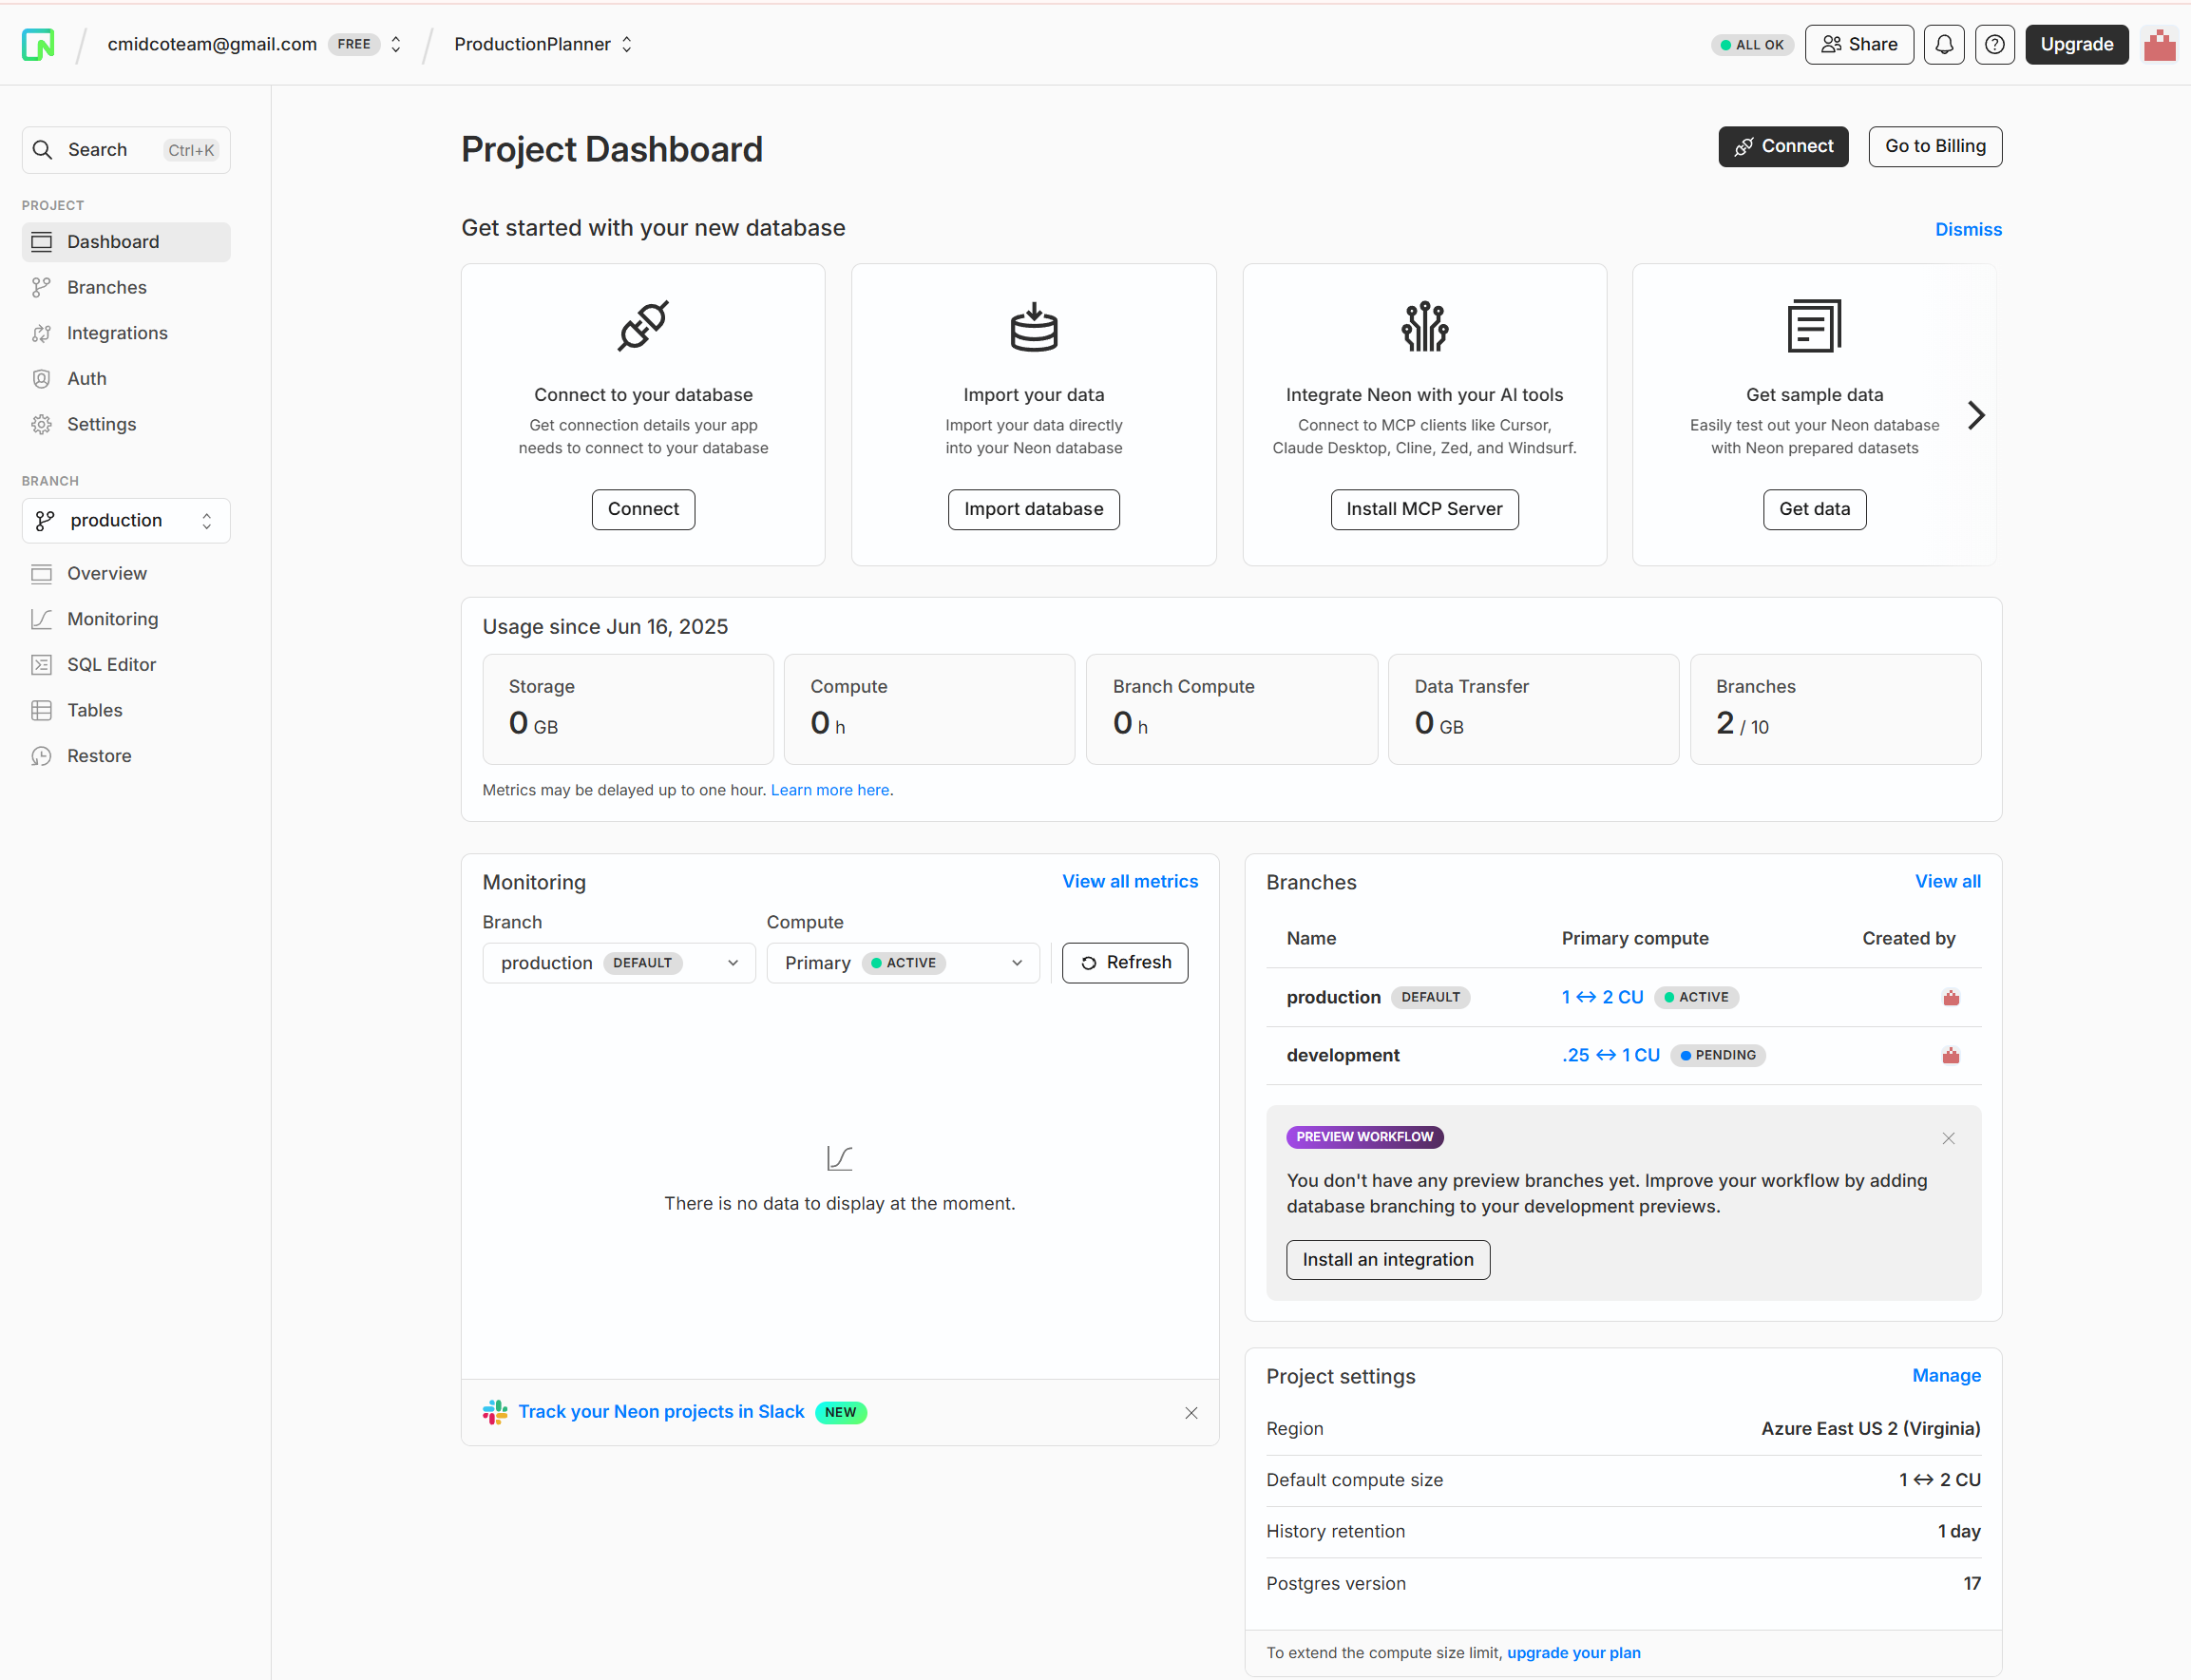 cmidcoteam@gmail.com FREE
ProductionPlanner
ALL OK
Share
Upgrade
Search Ctrl+K
PROJECT
Dashboard
Branches
Integrations
Auth
Settings
BRANCH
production
Overview
Monitoring
SQL Editor
Tables
Restore
Project Dashboard
Connect
Go to Billing
Get started with your new database
Dismiss
Connect to your database
Get connection details your app
needs to connect to your database
Connect
Import your data
Import your data directly
into your Neon database
Import database
Integrate Neon with your AI tools
Connect to MCP clients like Cursor,
Claude Desktop, Cline, Zed, and Windsurf.
Install MCP Server
Get sample data
Easily test out your Neon database
with Neon prepared datasets
Get data
Usage since Jun 16, 2025
Storage
0 GB
Compute
0 h
Branch Compute
0 h
Data Transfer
0 GB
Branches
2 / 10
Metrics may be delayed up to one hour. Learn more here.
Monitoring
View all metrics
Branch
production DEFAULT
Compute
Primary ACTIVE
Refresh
There is no data to display at the moment.
Track your Neon projects in Slack NEW
Branches
View all
Name Primary compute Created by
production DEFAULT 1 ↔ 2 CU ACTIVE
development .25 ↔ 1 CU PENDING
PREVIEW WORKFLOW
You don't have any preview branches yet. Improve your workflow by adding
database branching to your development previews.
Install an integration
Project settings
Manage
Region Azure East US 2 (Virginia)
Default compute size 1 ↔ 2 CU
History retention 1 day
Postgres version 17
To extend the compute size limit, upgrade your plan